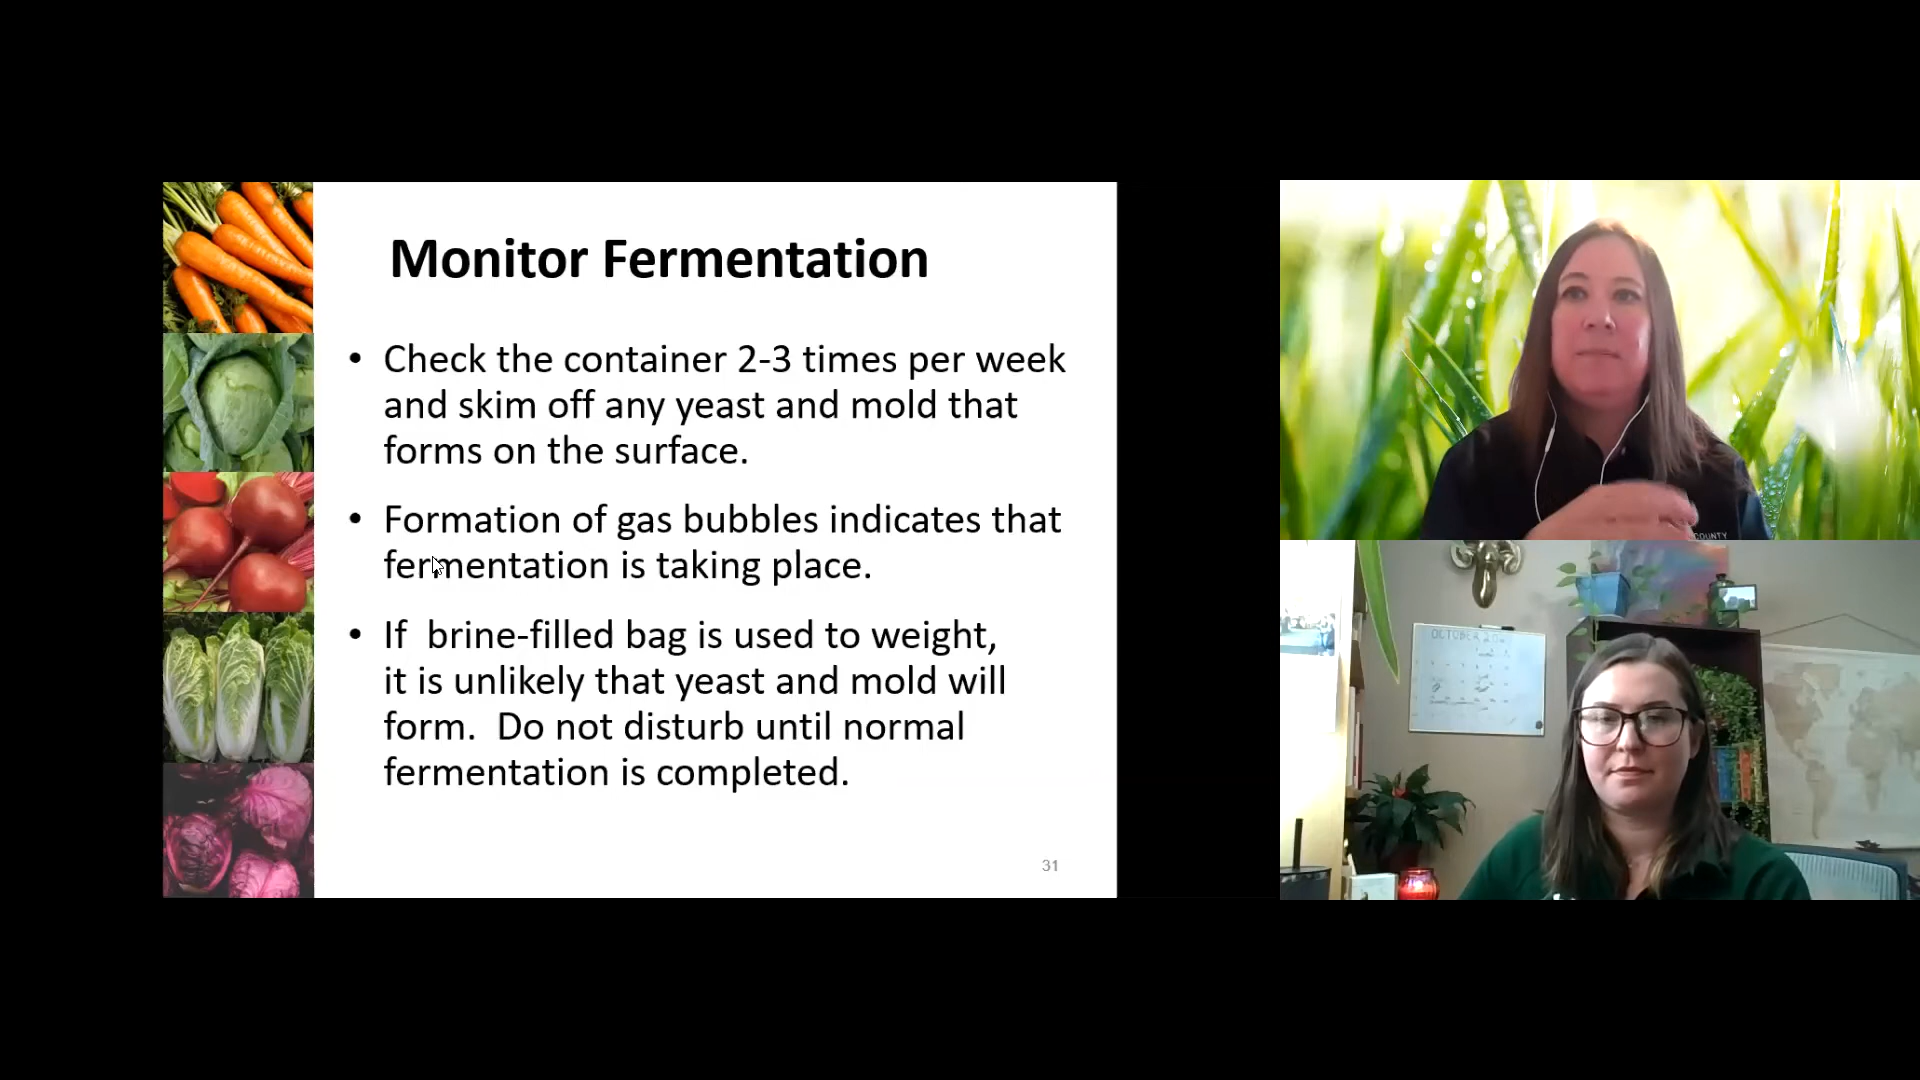 Monitor Fermentation
• Check the container 2-3 times per week
and skim off any yeast and mold that
forms on the surface.
• Formation of gas bubbles indicates that
fermentation is taking place.
• If  brine-filled bag is used to weight,
it is unlikely that yeast and mold will
form.  Do not disturb until normal
fermentation is completed.
31
COUNTY
OCTOBER